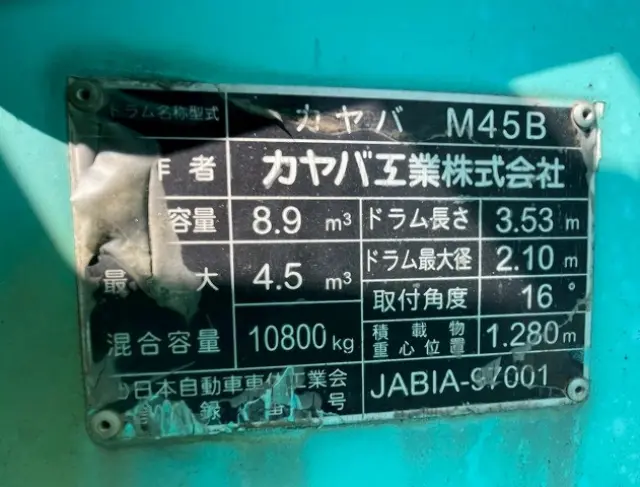 ドラム名称型式 カヤバ M45B
作者 カヤバ工業株式会社
容量 8.9 m³ ドラム長さ 3.53 m
最大 4.5 m³ ドラム最大径 2.10 m
取付角度 16°
混合容量 10800 kg 積載物重心位置 1.280 m
日本自動車車体工業会 号 JABIA-97001